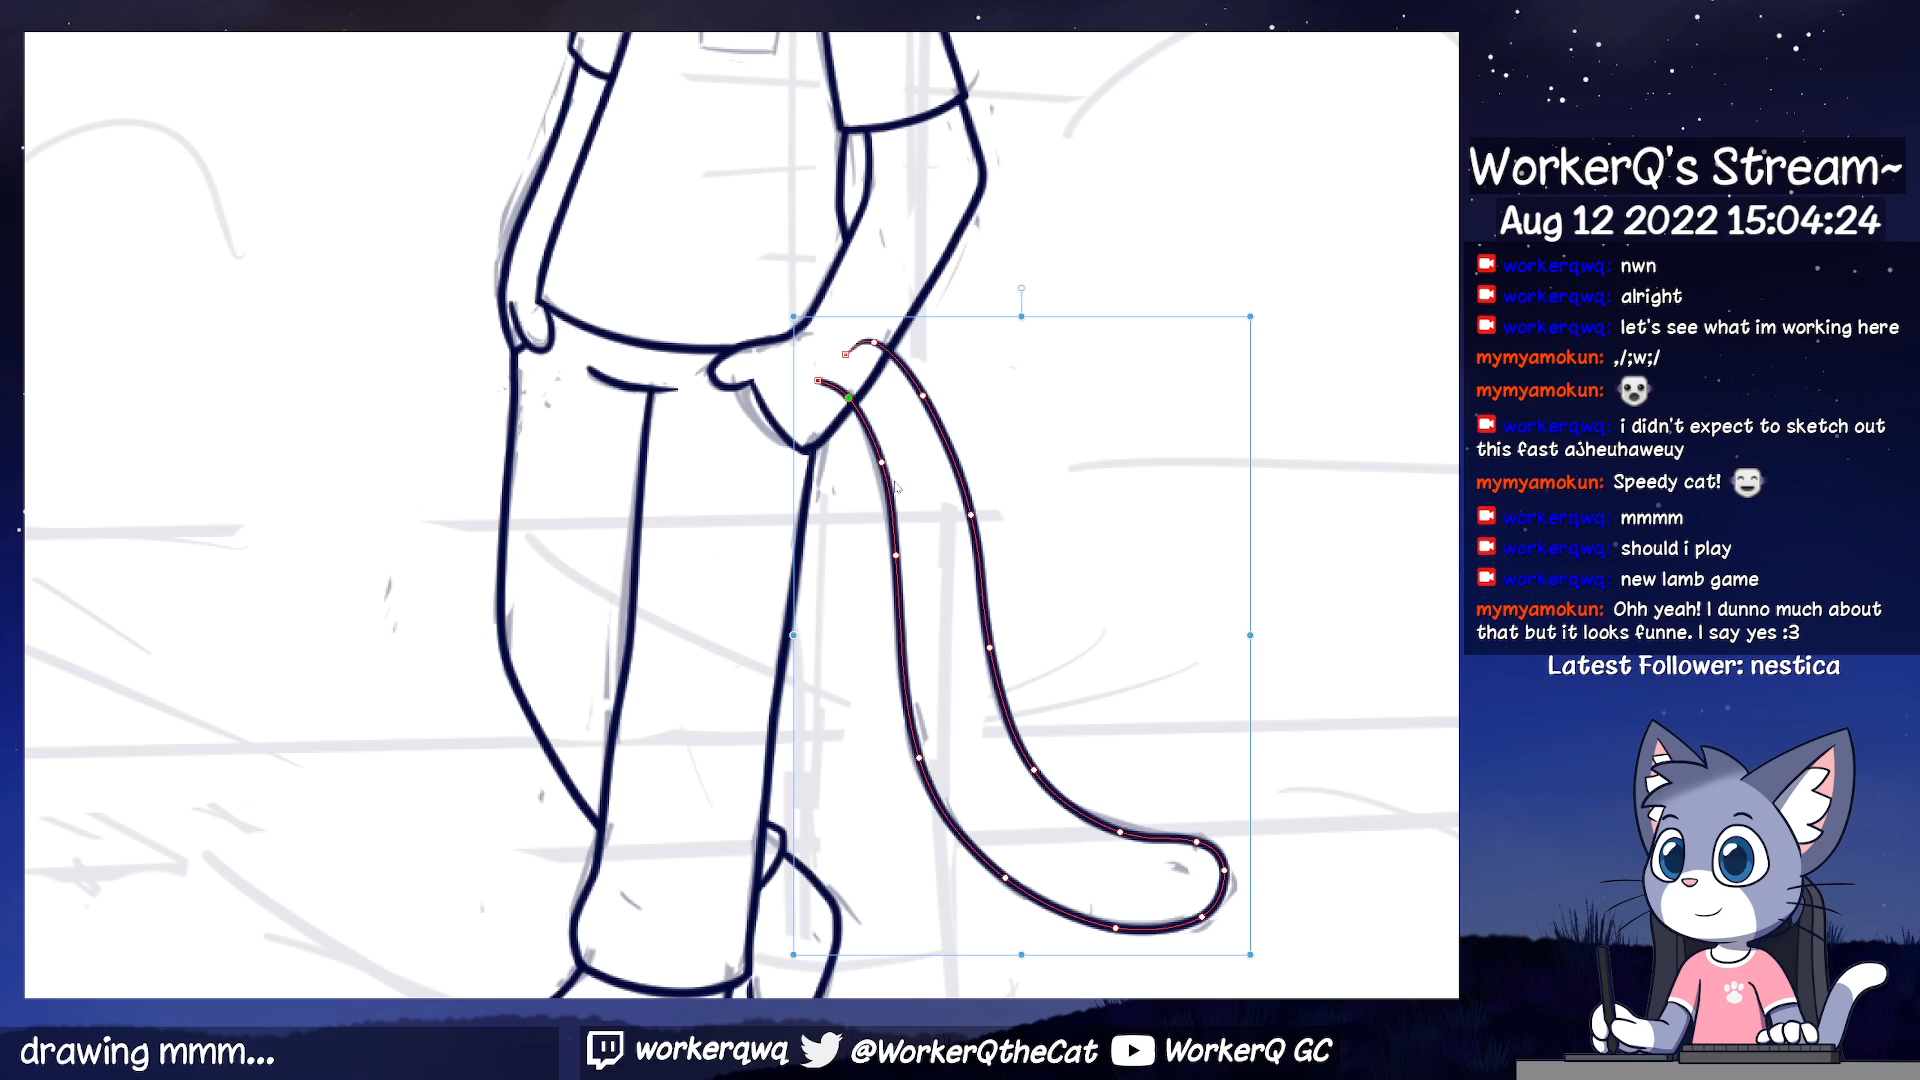 WorkerQ's Stream~
Aug 12 2022 15:04:24
workerqwq: nwn
workerqwq: alright
workerqwq: let's see what im working here
mymyamokun: ,/;w;/
mymyamokun:
workerqwq: i didn't expect to sketch out
this fast ajheuhaweuy
mymyamokun: Speedy cat!
workerqwq: mmmm
workerqwq: should i play
workerqwq: new lamb game
mymyamokun: Ohh yeah! I dunno much about
that but it looks funne. I say yes :3
Latest Follower: nestica
drawing mmm...
workerqwq
@WorkerQtheCat
WorkerQ GC